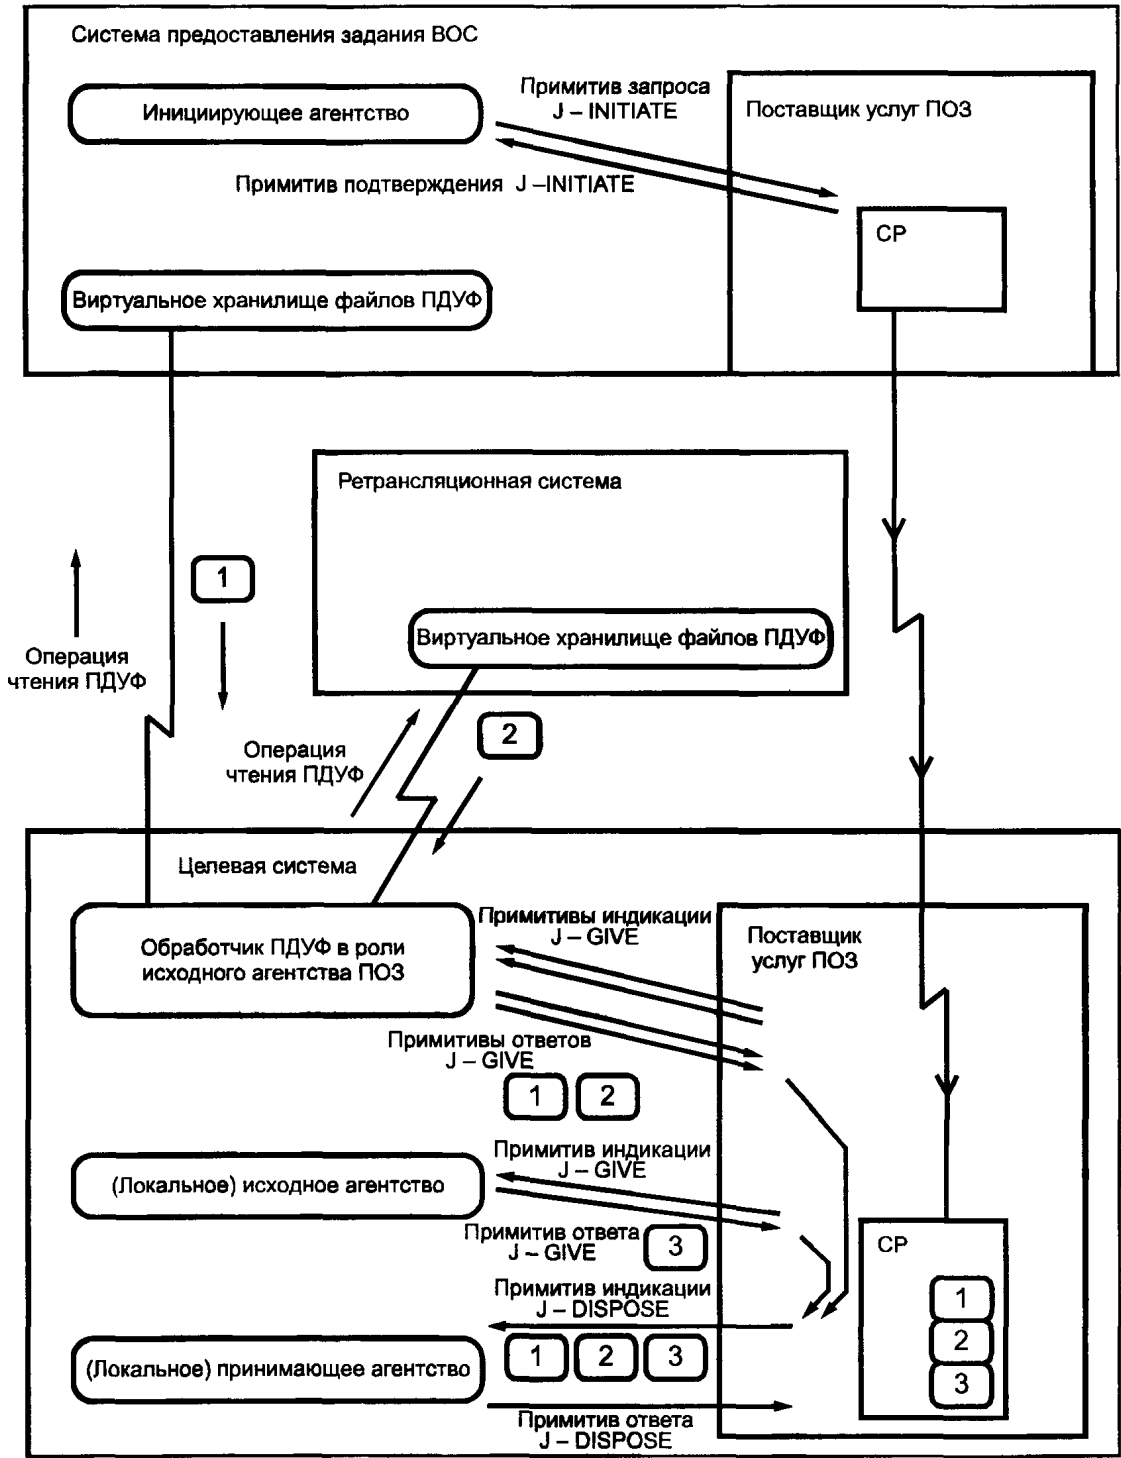 Система предоставления задания ВОС
Инициирующее агентство
Примитив запроса
J – INITIATE
Поставщик услуг ПОЗ
Примитив подтверждения J –INITIATE
СР
Виртуальное хранилище файлов ПДУФ
Ретрансляционная система
1
Виртуальное хранилище файлов ПДУФ
Операция
чтения ПДУФ
2
Операция
чтения ПДУФ
Целевая система
Обработчик ПДУФ в роли
исходного агентства ПОЗ
Примитивы индикации
J – GIVE
Поставщик
услуг ПОЗ
Примитивы ответов
J – GIVE
1 2
Примитив индикации
J – GIVE
(Локальное) исходное агентство
Примитив ответа
J – GIVE
3
СР
Примитив индикации
J – DISPOSE
1
2
3
1 2 3
(Локальное) принимающее агентство
Примитив ответа
J – DISPOSE